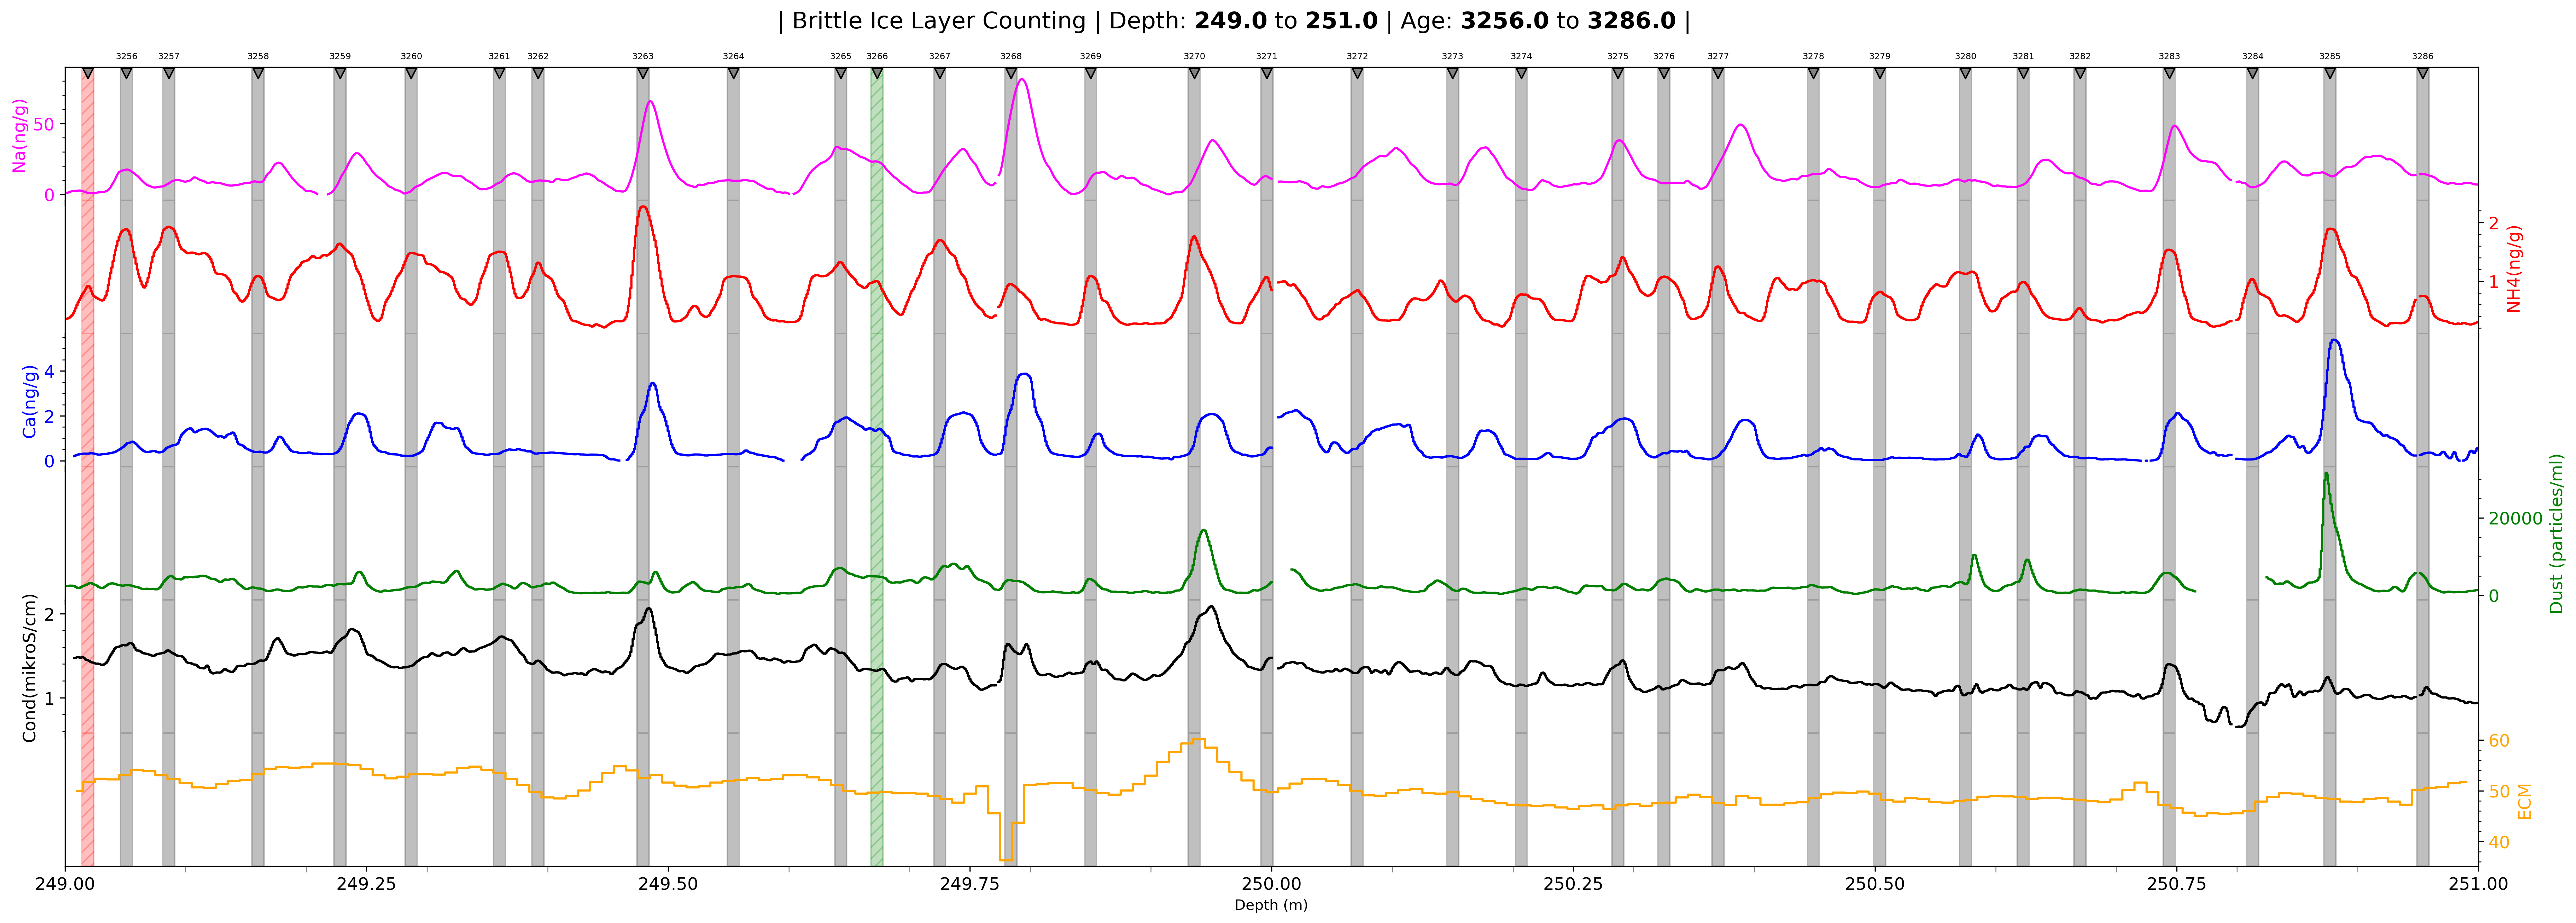 | Brittle Ice Layer Counting | Depth: 249.0 to 251.0 | Age: 3256.0 to 3286.0 |
3256 3257 3258 3259 3260 3261 3262 3263 3264 3265 3266 3267 3268 3269 3270 3271 3272 3273 3274 3275 3276 3277 3278 3279 3280 3281 3282 3283 3284 3285 3286
Na(ng/g)
50
0
2
1
NH4(ng/g)
Ca(ng/g)
4
2
0
20000
0
Dust (particles/ml)
Cond(mikroS/cm)
2
1
60
50
40
ECM
249.00 249.25 249.50 249.75 250.00 250.25 250.50 250.75 251.00
Depth (m)